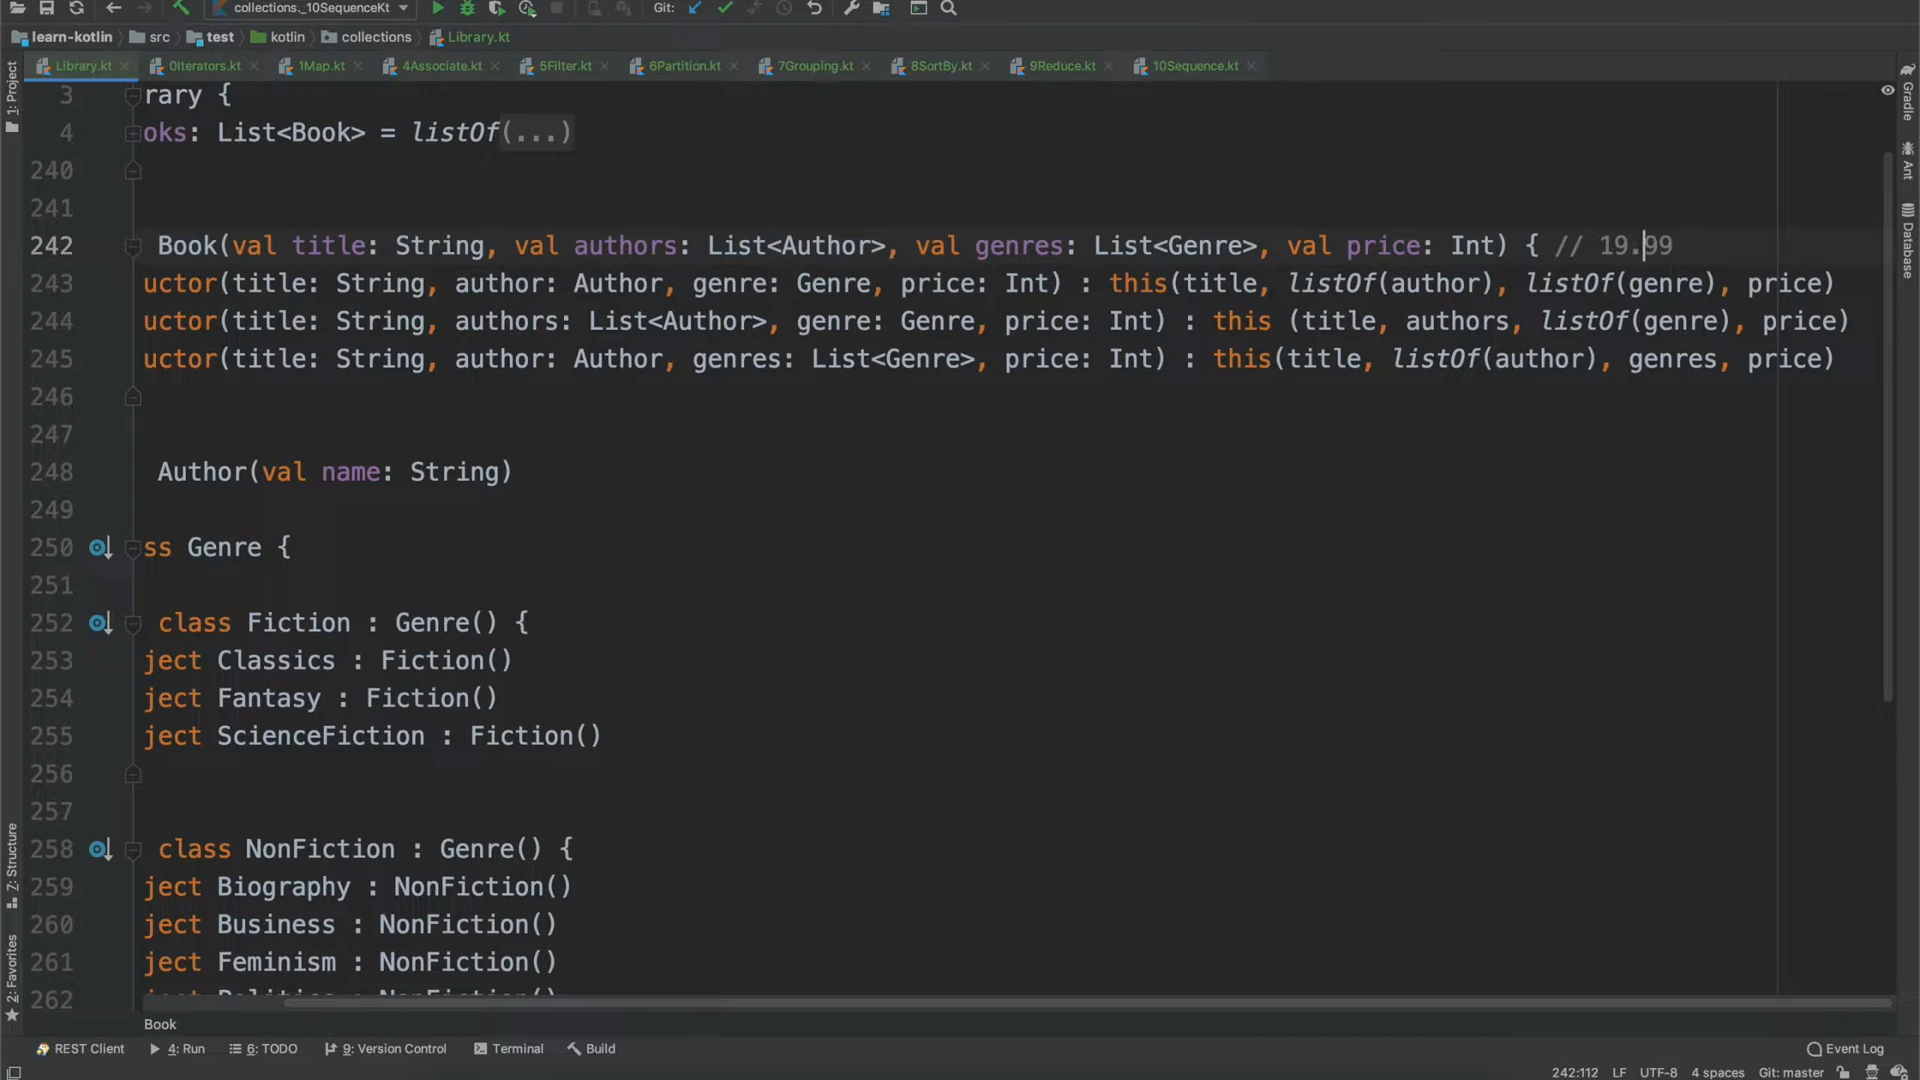 collections._10SequenceKt
Git:
learn-kotlin src test kotlin collections Library.kt
Library.kt 0Iterators.kt 1Map.kt 4Associate.kt 5Filter.kt 6Partition.kt 7Grouping.kt 8SortBy.kt 9Reduce.kt 10Sequence.kt
1: Project
Gradle
Ant
Database
3 rary {
4 oks: List<Book> = listOf(...)
240
241
242 Book(val title: String, val authors: List<Author>, val genres: List<Genre>, val price: Int) { // 19.99
243 uctor(title: String, author: Author, genre: Genre, price: Int) : this(title, listOf(author), listOf(genre), price)
244 uctor(title: String, authors: List<Author>, genre: Genre, price: Int) : this (title, authors, listOf(genre), price)
245 uctor(title: String, author: Author, genres: List<Genre>, price: Int) : this(title, listOf(author), genres, price)
246
247
248 Author(val name: String)
249
250 ss Genre {
251
252 class Fiction : Genre() {
253 ject Classics : Fiction()
254 ject Fantasy : Fiction()
255 ject ScienceFiction : Fiction()
256
257
258 class NonFiction : Genre() {
259 ject Biography : NonFiction()
260 ject Business : NonFiction()
261 ject Feminism : NonFiction()
262
7: Structure
2: Favorites
Book
REST Client 4: Run 6: TODO 9: Version Control Terminal Build Event Log
242:112 LF UTF-8 4 spaces Git: master